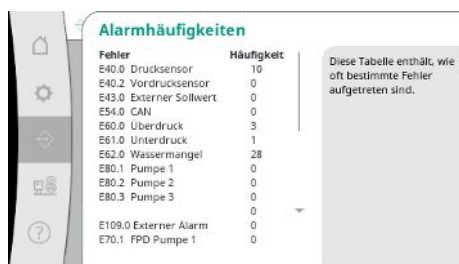 Alarmhäufigkeiten
Fehler Häufigkeit
E40.0 Drucksensor 10
E40.2 Vordrucksensor 0
E43.0 Externer Sollwert 0
E54.0 CAN 0
E60.0 Überdruck 3
E61.0 Unterdruck 1
E62.0 Wassermangel 28
E80.1 Pumpe 1 0
E80.2 Pumpe 2 0
E80.3 Pumpe 3 0
0
E109.0 Externer Alarm 0
E70.1 FPD Pumpe 1 0
Diese Tabelle enthält, wie
oft bestimmte Fehler
aufgetreten sind.
?